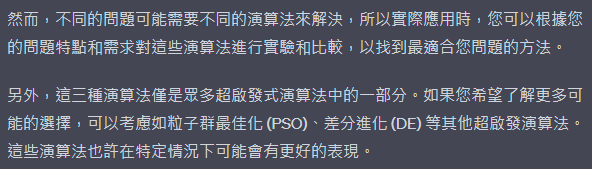 然而，不同的問題可能需要不同的演算法來解決，所以實際應用時，您可以根據您
的問題特點和需求對這些演算法進行實驗和比較，以找到最適合您問題的方法。
另外，這三種演算法僅是眾多超啟發式演算法中的一部分。如果您希望了解更多可
能的選擇，可以考慮如粒子群最佳化 (PSO)、差分進化 (DE) 等其他超啟發演算法。
這些演算法也許在特定情況下可能會有更好的表現。